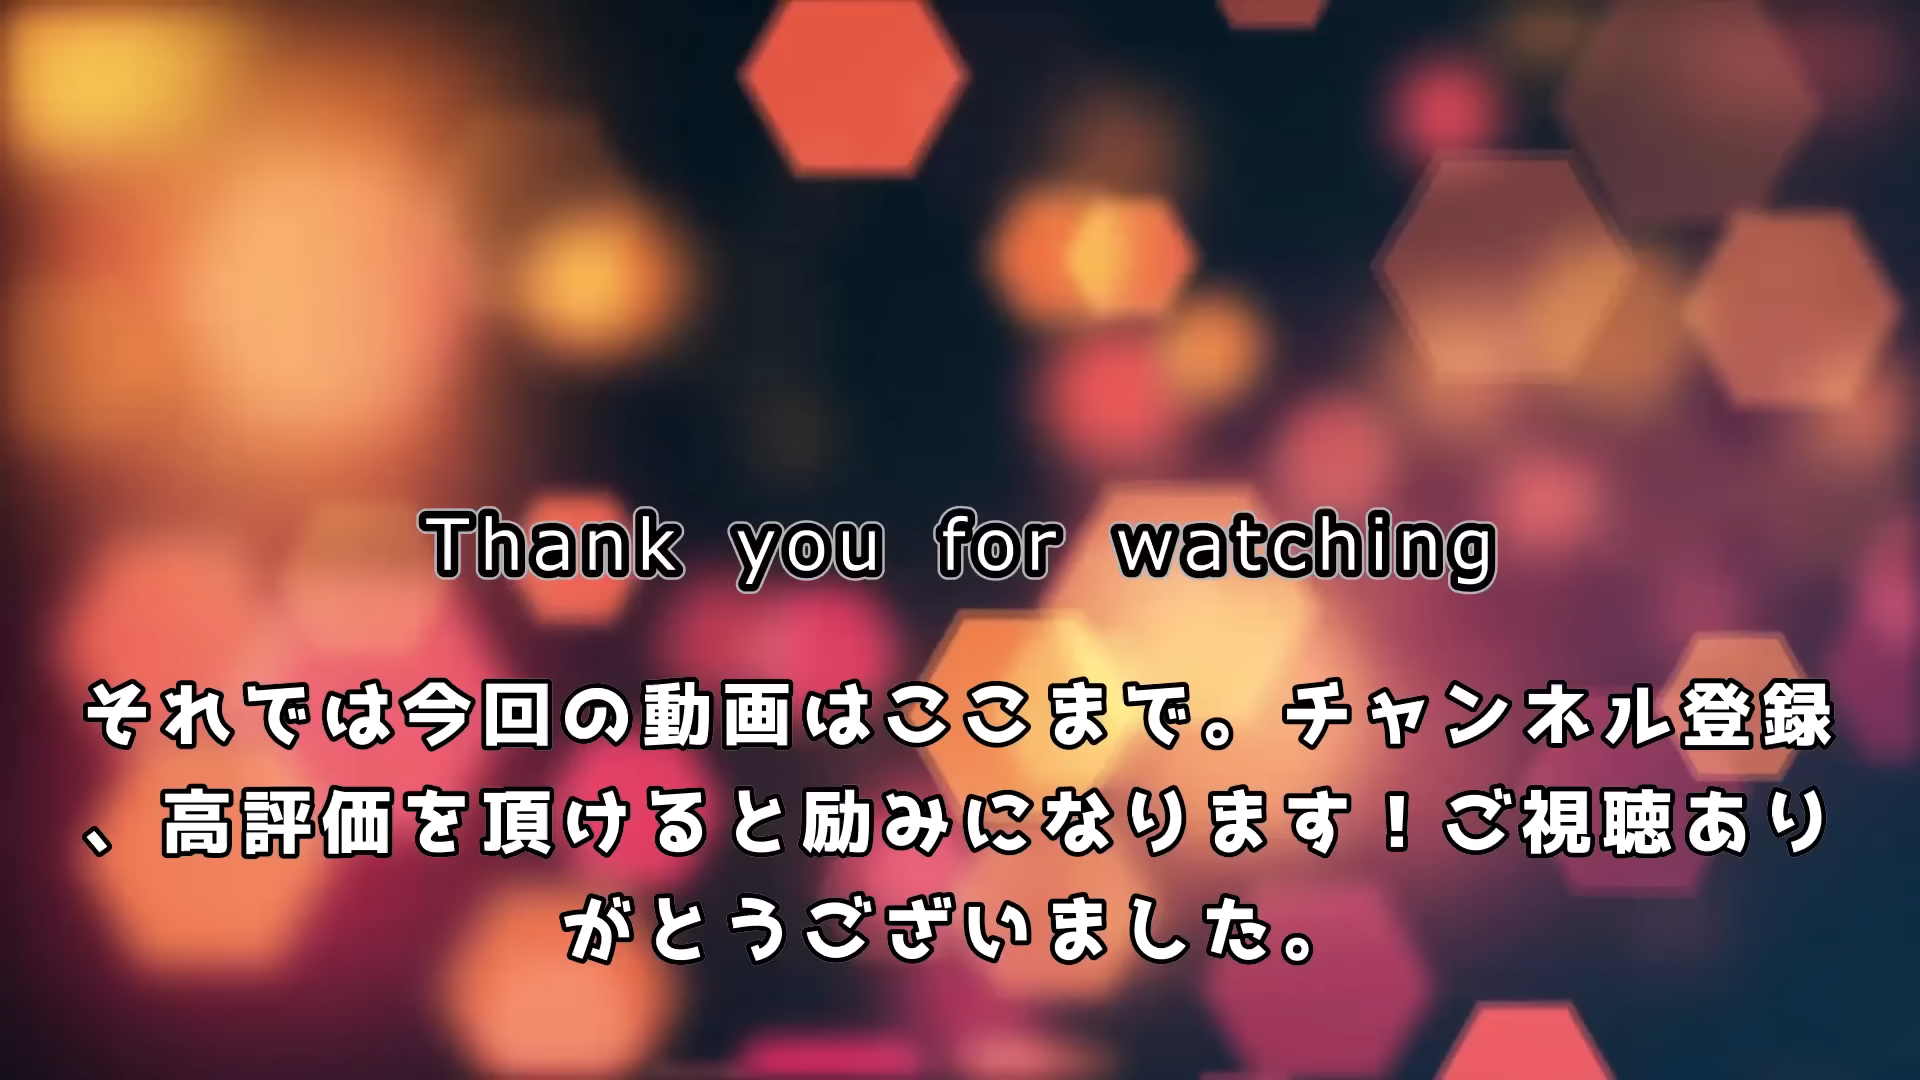 Thank you for watching
それでは今回の動画はここまで。チャンネル登録
、高評価を頂けると励みになります！ご視聴あり
がとうございました。